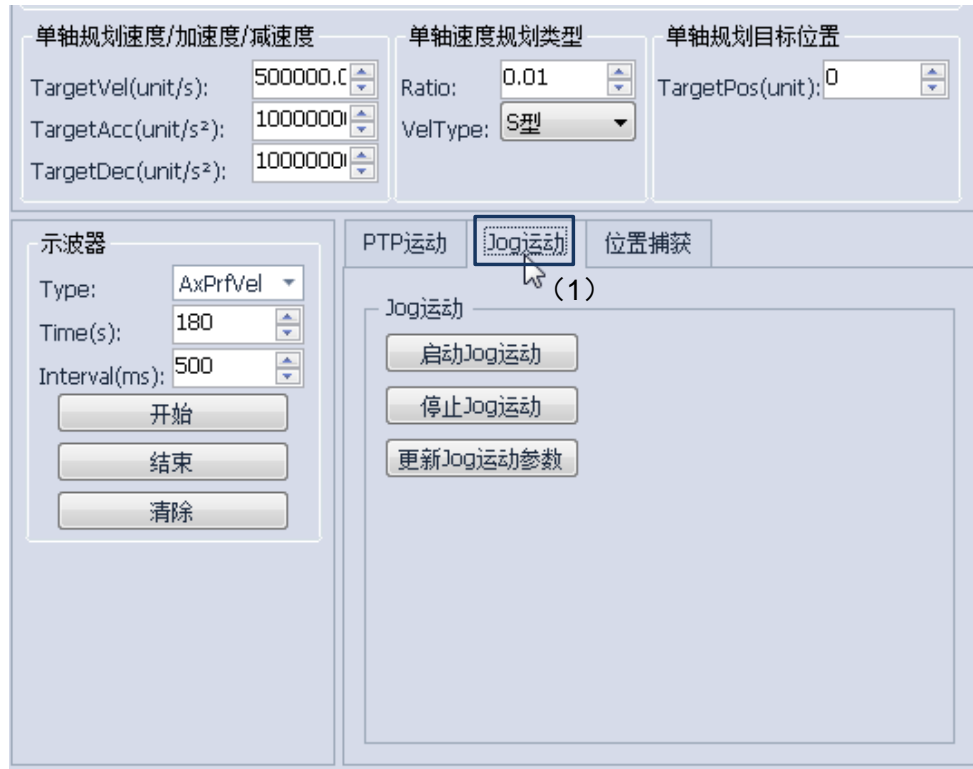 单轴规划速度/加速度/减速度
TargetVel(unit/s):
500000.
TargetAcc(unit/s²):
1000000
TargetDec(unit/s²):
1000000
单轴速度规划类型
Ratio:
0.01
VelType:
S型
单轴规划目标位置
TargetPos(unit):
0
示波器
Type:
AxPrfVel
Time(s):
180
Interval(ms):
500
开始
结束
清除
PTP运动
Jog运动
位置捕获
（1）
Jog运动
启动Jog运动
停止Jog运动
更新Jog运动参数